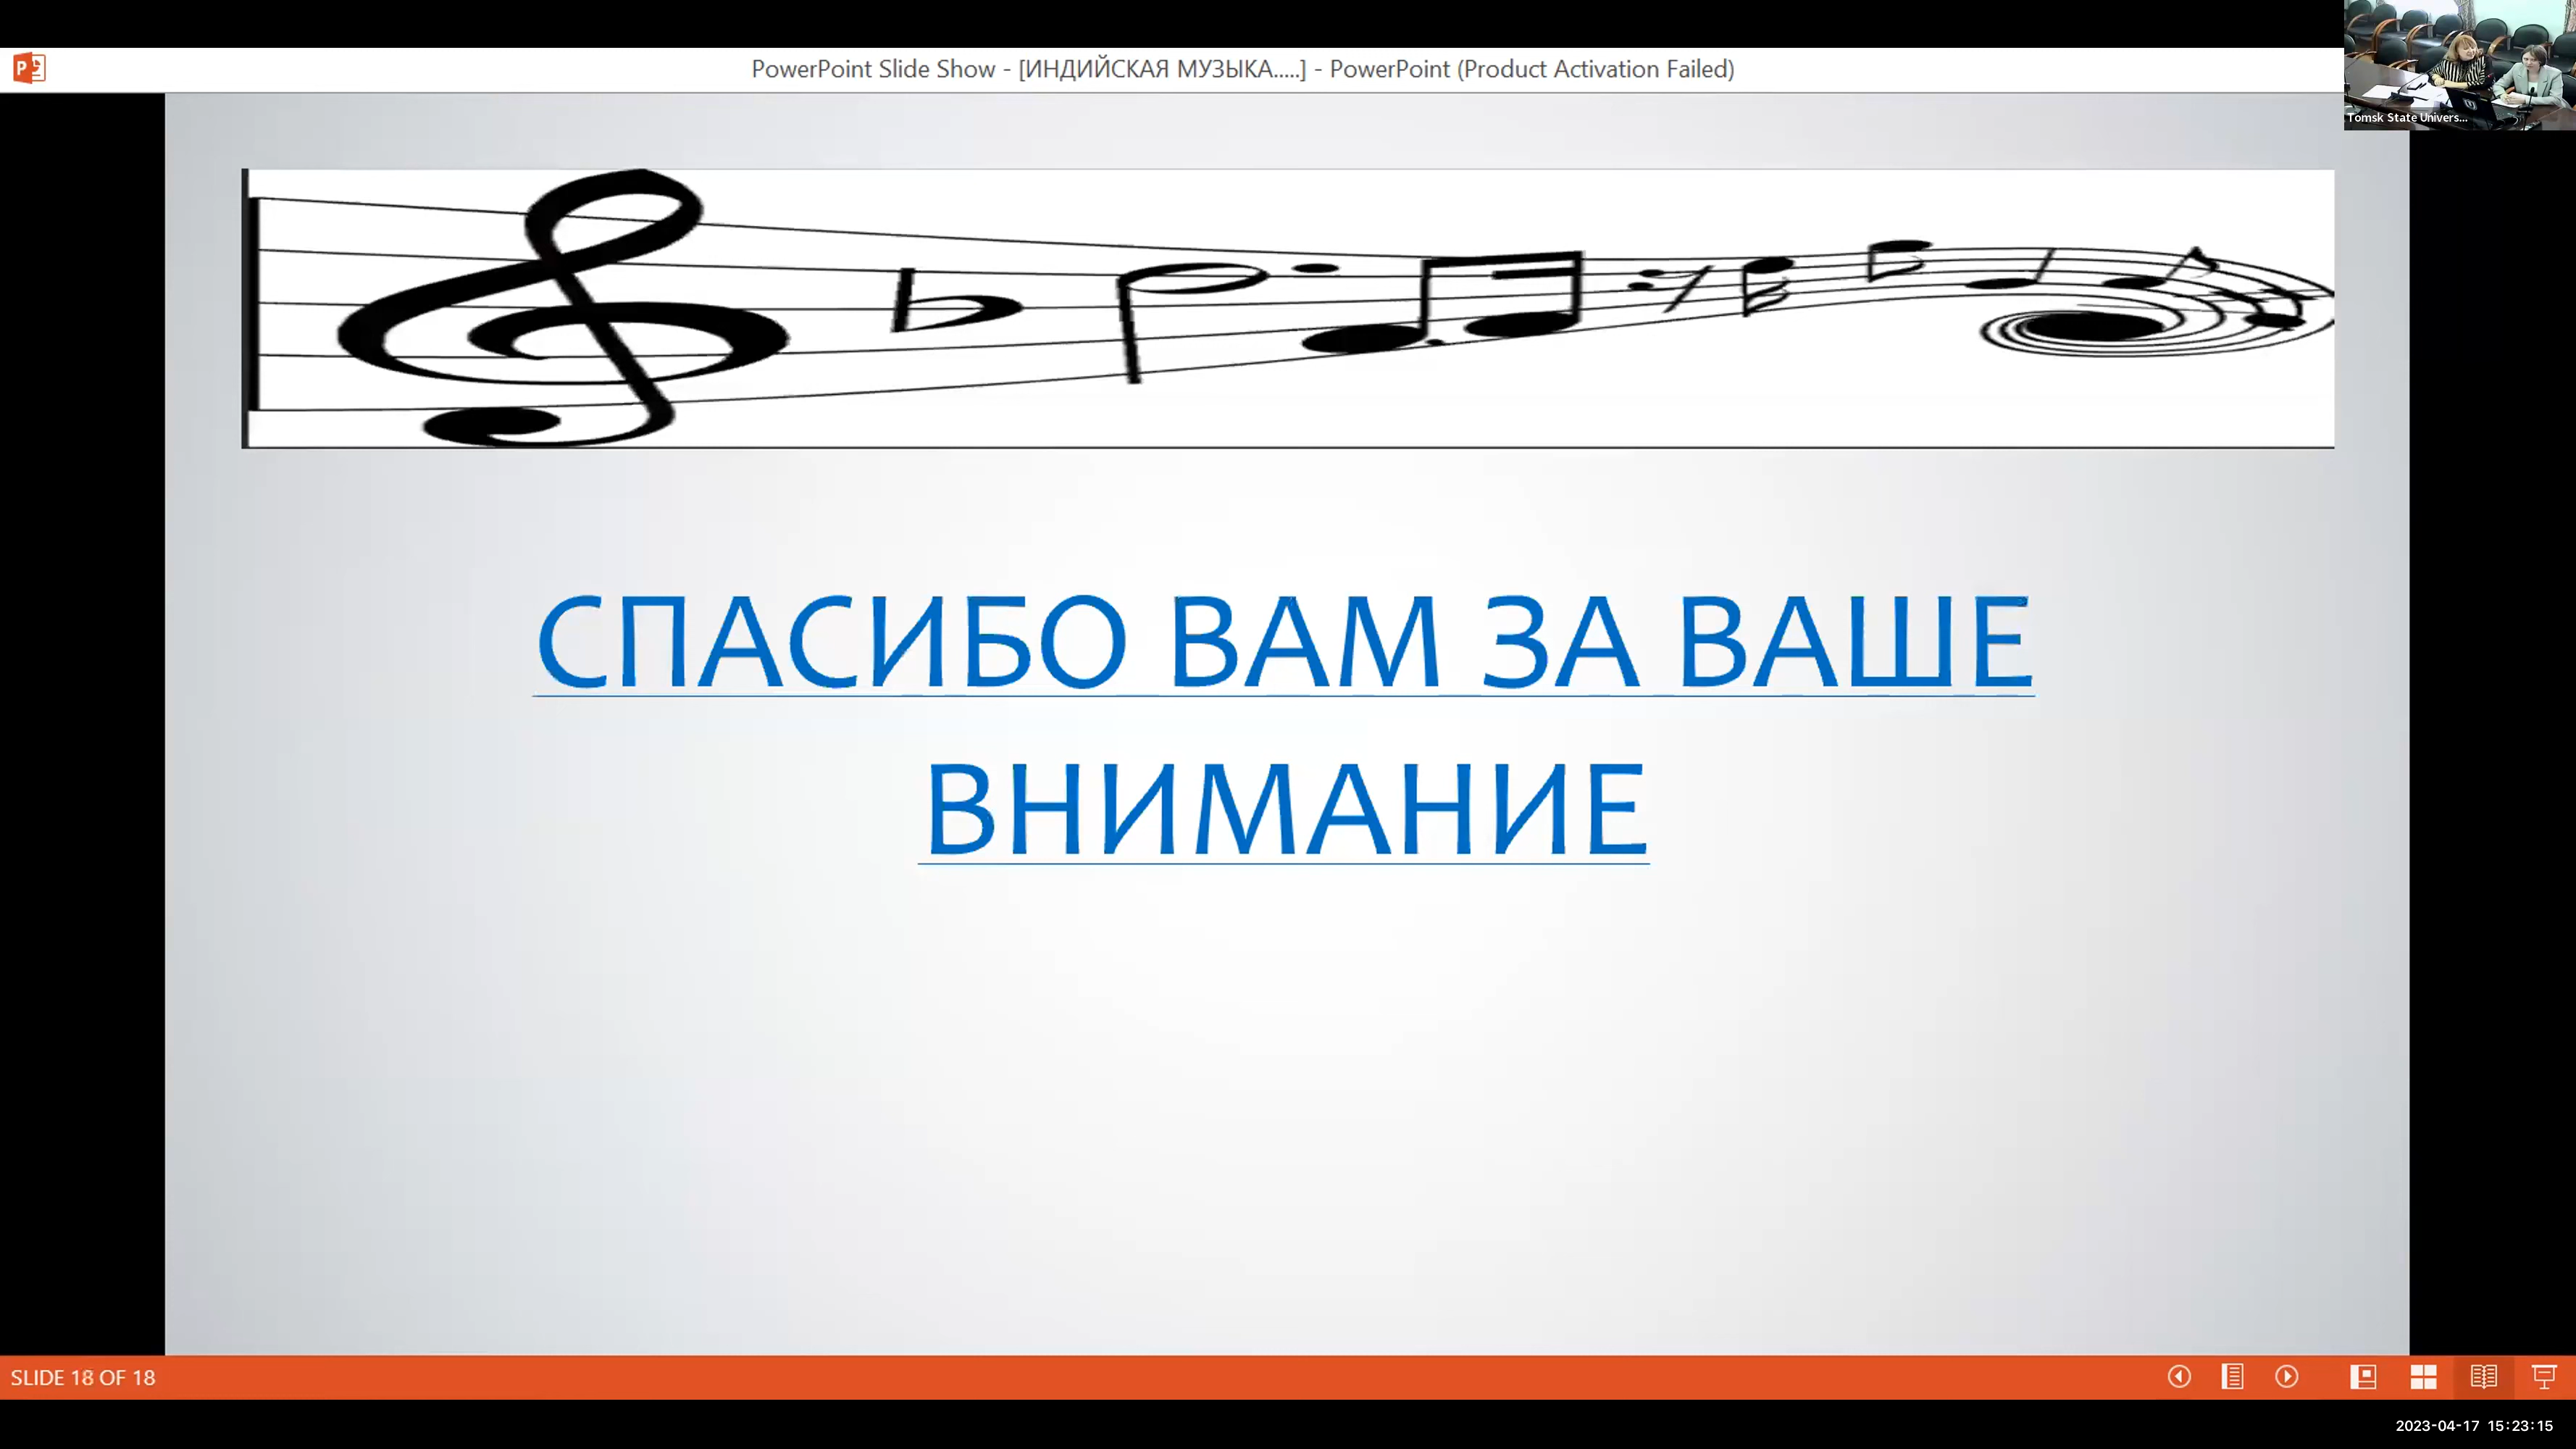 PowerPoint Slide Show - [ИНДИЙСКАЯ МУЗЫКА.....] - PowerPoint (Product Activation Failed)
Tomsk State Univers...
СПАСИБО ВАМ ЗА ВАШЕ
ВНИМАНИЕ
SLIDE 18 OF 18
2023-04-17 15:23:15